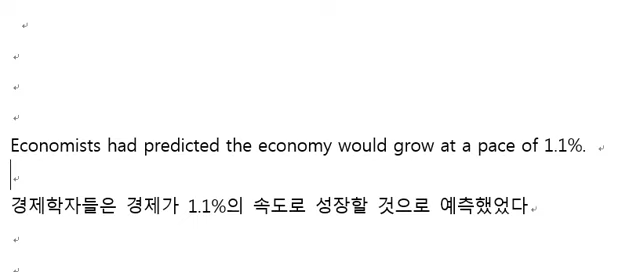 Economists had predicted the economy would grow at a pace of 1.1%.
경제학자들은 경제가 1.1%의 속도로 성장할 것으로 예측했었다